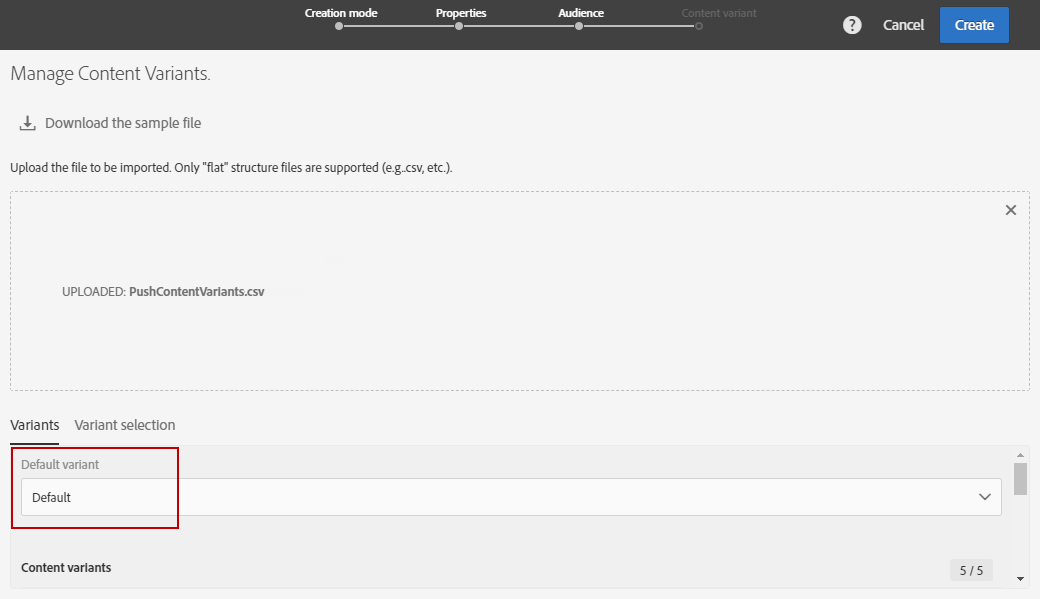 Creation mode Properties Audience Content variant
? Cancel Create
Manage Content Variants.
Download the sample file
Upload the file to be imported. Only "flat" structure files are supported (e.g..csv, etc.).
UPLOADED: PushContentVariants.csv
Variants Variant selection
Default variant
Default
Content variants 5 / 5